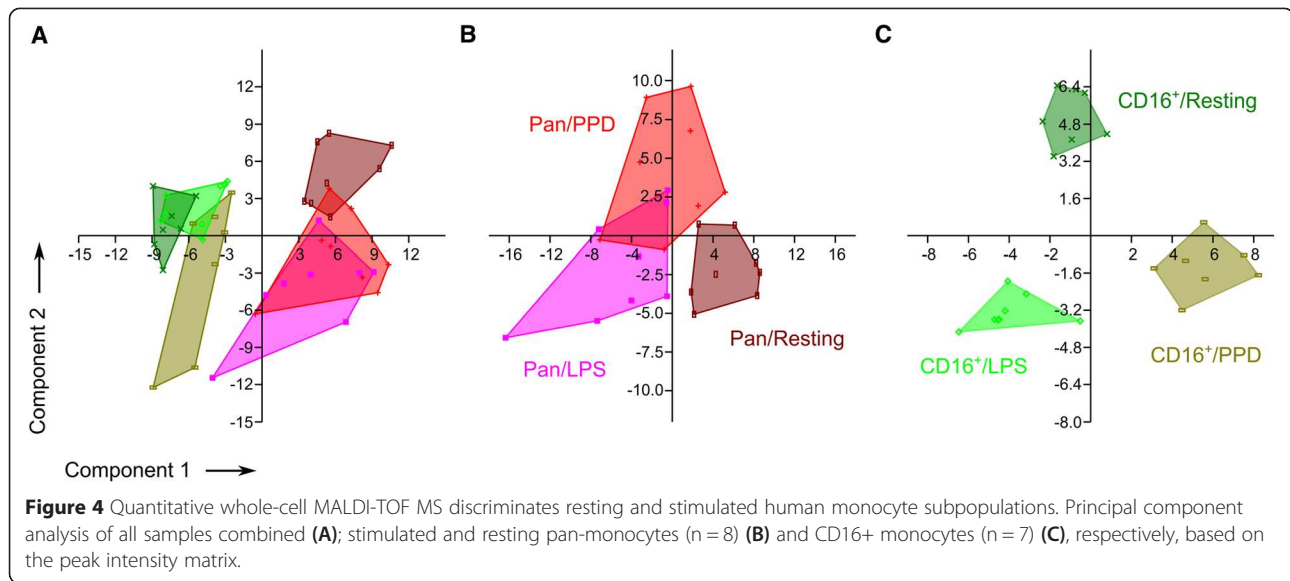 A
B
C
12
9
6
3
-15 -12 -9 -6 -3 3 6 9 12
-3
-6
-9
-12
-15
Component 2
Component 1
10.0
7.5
5.0
2.5
-16 -12 -8 -4 4 8 12 16
-2.5
-5.0
-7.5
-10.0
Pan/PPD
Pan/LPS
Pan/Resting
6.4
4.8
3.2
1.6
-8 -6 -4 -2 2 4 6 8
-1.6
-3.2
-4.8
-6.4
-8.0
CD16⁺/Resting
CD16⁺/LPS
CD16⁺/PPD
Figure 4 Quantitative whole-cell MALDI-TOF MS discriminates resting and stimulated human monocyte subpopulations. Principal component
analysis of all samples combined (A); stimulated and resting pan-monocytes (n = 8) (B) and CD16+ monocytes (n = 7) (C), respectively, based on
the peak intensity matrix.